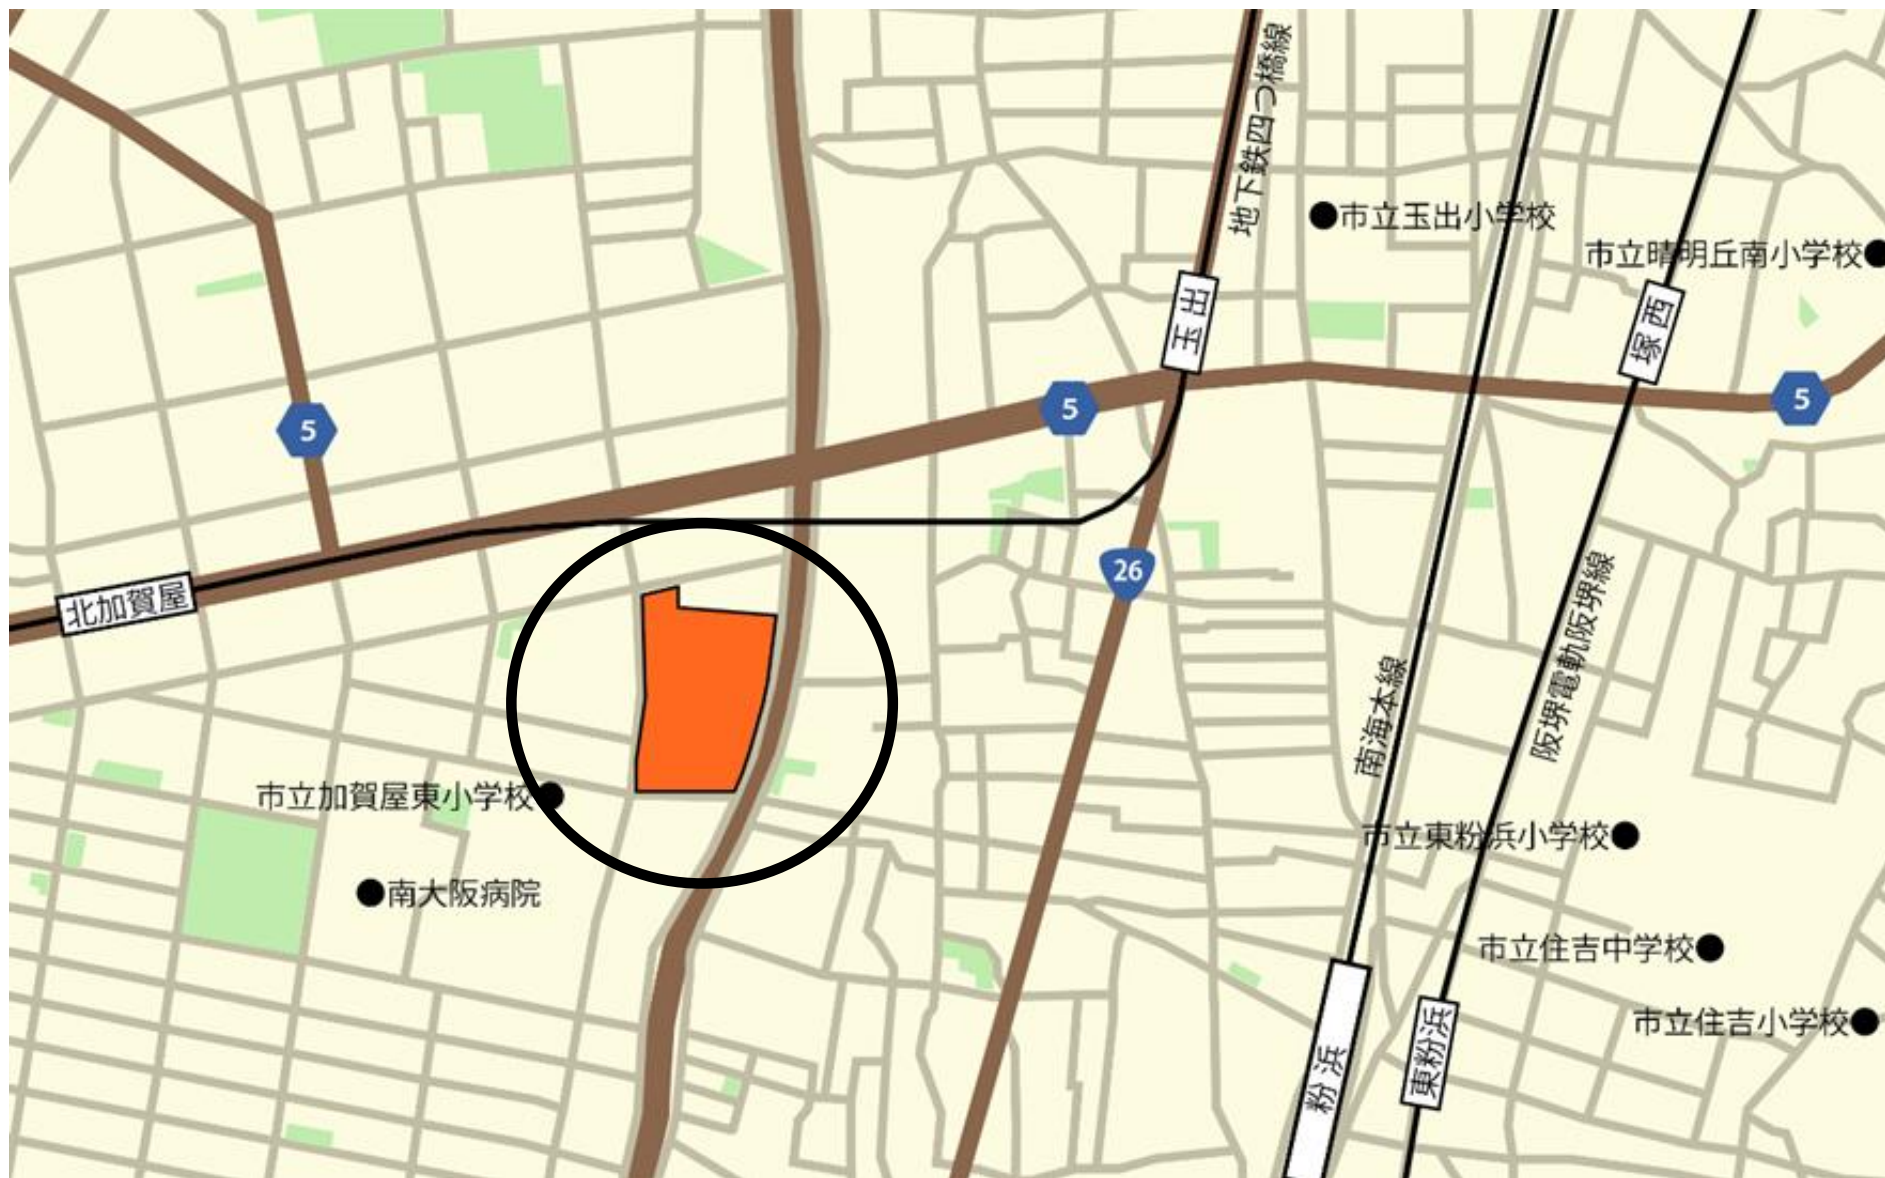 地下鉄四つ橋線
市立玉出小学校
市立晴明丘南小学校
玉出
塚西
5
5
5
26
北加賀屋
阪堺電軌阪堺線
南海本線
市立加賀屋東小学校
市立東粉浜小学校
南大阪病院
市立住吉中学校
市立住吉小学校
粉浜
東粉浜